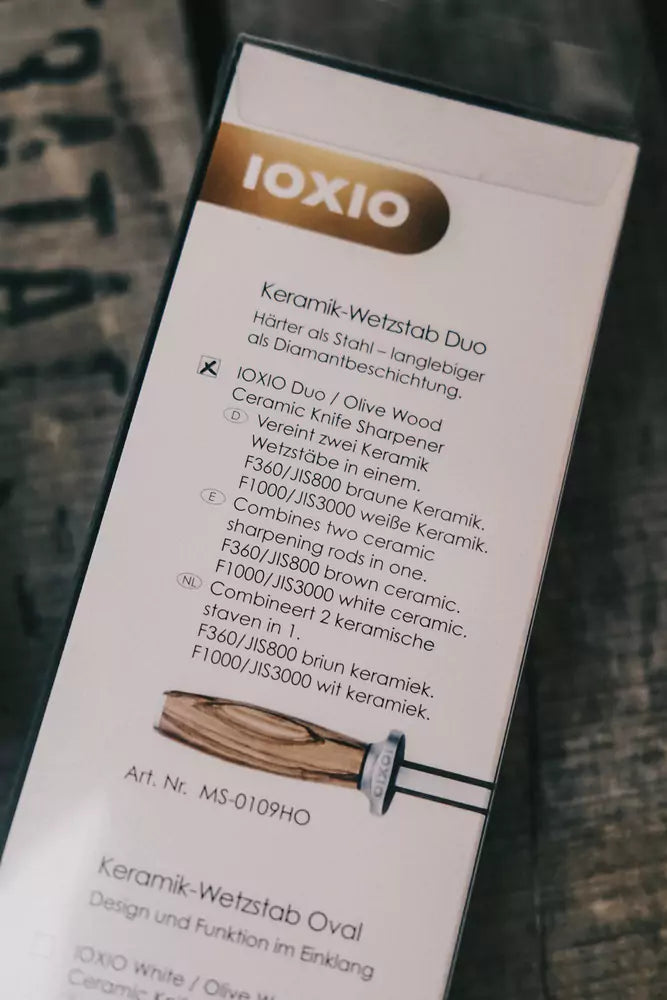 IOXIO
Keramik-Wetzstab Duo
Härter als Stahl – langlebiger
als Diamantbeschichtung.
IOXIO Duo / Olive Wood
Ceramic Knife Sharpener
D Vereint zwei Keramik
Wetzstäbe in einem.
F360/JIS800 braune Keramik.
F1000/JIS3000 weiße Keramik.
E Combines two ceramic
sharpening rods in one.
F360/JIS800 brown ceramic.
F1000/JIS3000 white ceramic.
NL Combineert 2 keramische
staven in 1.
F360/JIS800 briun keramiek.
F1000/JIS3000 wit keramiek.
IOXIO
Art. Nr. MS-0109HO
Keramik-Wetzstab Oval
Design und Funktion im Einklang
IOXIO White / Olive
Ceramic